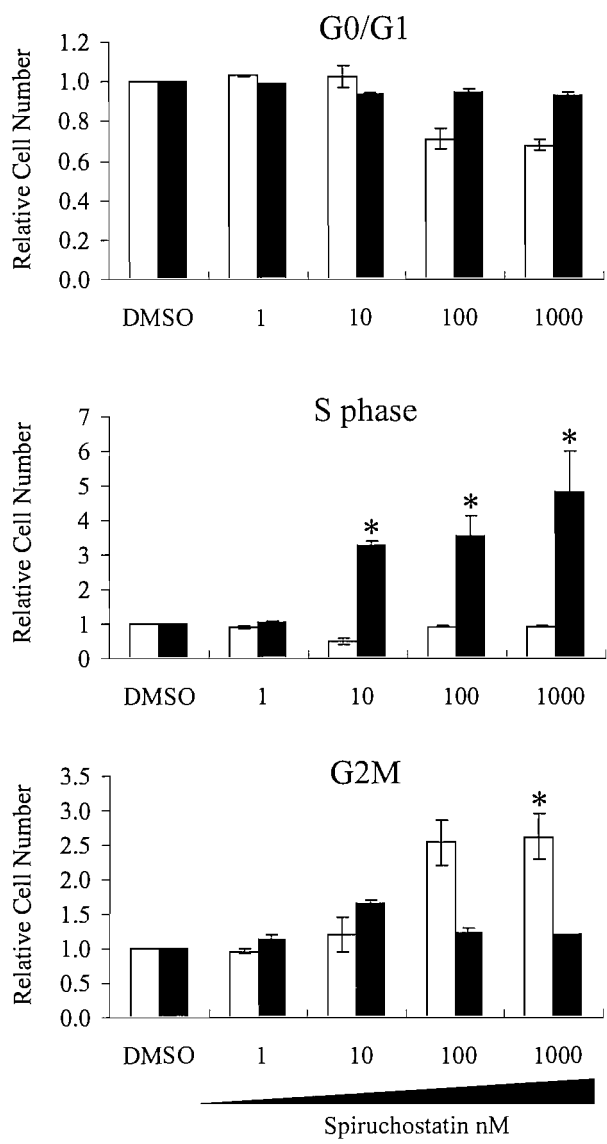 G0/G1
Relative Cell Number
1.2
1.0
0.8
0.6
0.4
0.2
0.0
DMSO 1 10 100 1000
S phase
Relative Cell Number
7
6
5
4
3
2
1
0
* * *
DMSO 1 10 100 1000
G2M
Relative Cell Number
3.5
3.0
2.5
2.0
1.5
1.0
0.5
0.0
*
DMSO 1 10 100 1000
Spiruchostatin nM